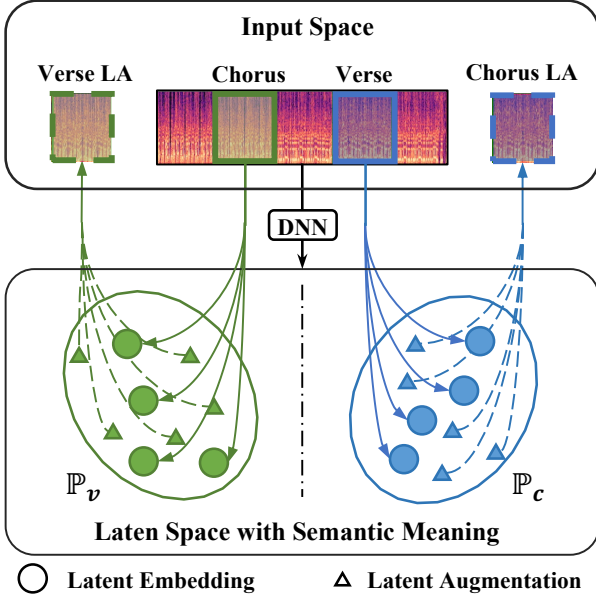 Input Space
Verse LA
Chorus
Verse
Chorus LA
DNN
ℙ𝑣
ℙ𝑐
Laten Space with Semantic Meaning
Latent Embedding
Latent Augmentation